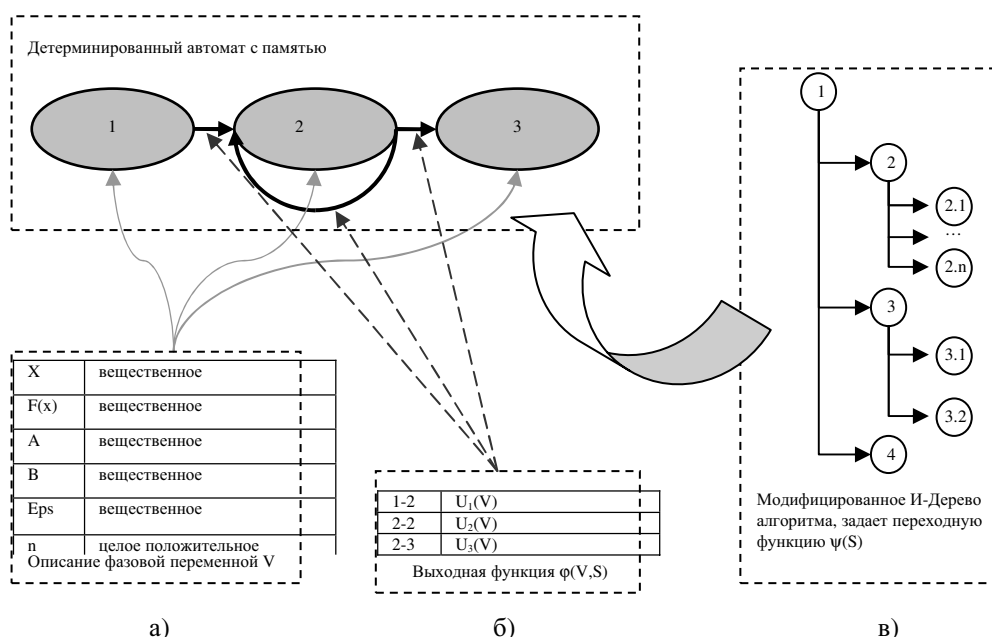 Детерминированный автомат с памятью
1
2
3
X вещественное
F(x) вещественное
A вещественное
B вещественное
Eps вещественное
n целое положительное
Описание фазовой переменной V
1-2 U₁(V)
2-2 U₂(V)
2-3 U₃(V)
Выходная функция φ(V,S)
1
2
2.1
...
2.n
3
3.1
3.2
4
Модифицированное И-Дерево
алгоритма, задает переходную
функцию ψ(S)
а)
б)
в)